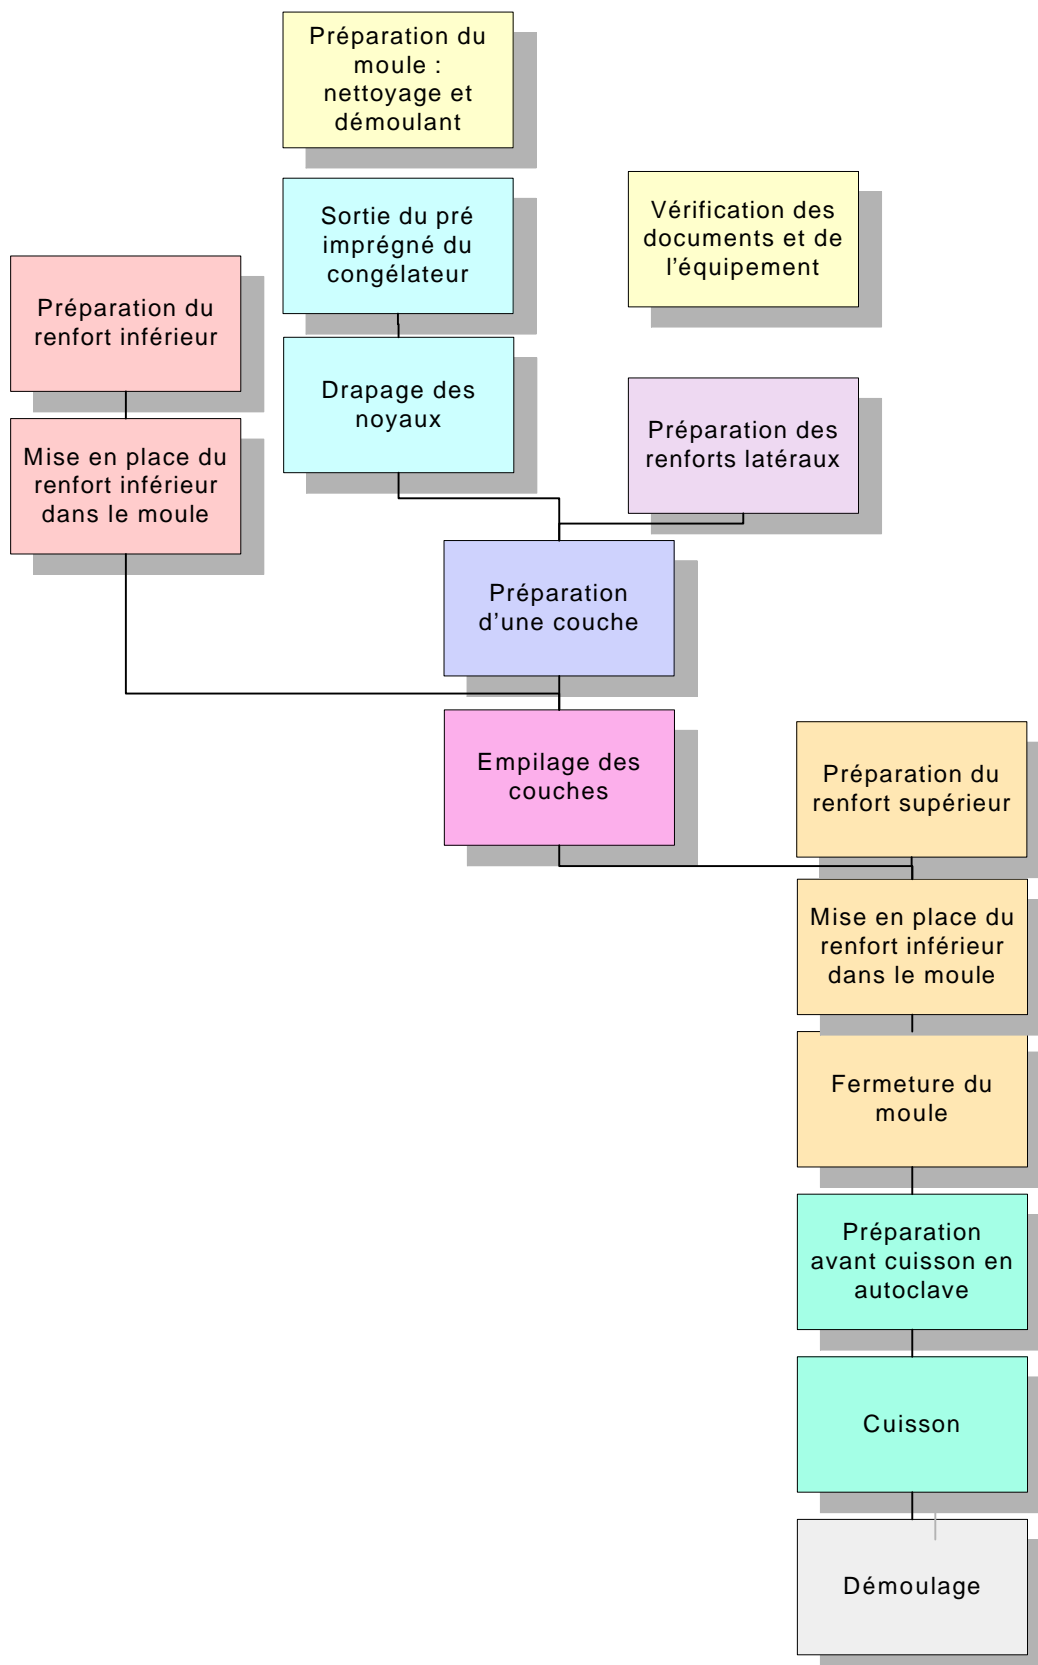 Préparation du
moule :
nettoyage et
démoulant
Sortie du pré
imprégné du
congélateur
Vérification des
documents et de
l'équipement
Préparation du
renfort inférieur
Drapage des
noyaux
Préparation des
renforts latéraux
Mise en place du
renfort inférieur
dans le moule
Préparation
d’une couche
Empilage des
couches
Préparation du
renfort supérieur
Mise en place du
renfort inférieur
dans le moule
Fermeture du
moule
Préparation
avant cuisson en
autoclave
Cuisson
Démoulage